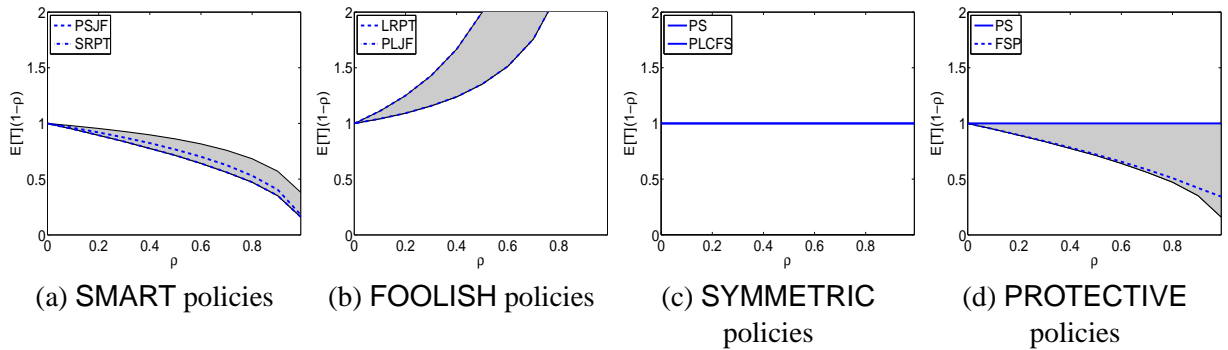 2
1.5
1
0.5
0
E[T](1−ρ)
PSJF
SRPT
0 0.2 0.4 0.6 0.8
ρ
(a) SMART policies
2
1.5
1
0.5
0
E[T](1−ρ)
LRPT
PLJF
0 0.2 0.4 0.6 0.8
ρ
(b) FOOLISH policies
2
1.5
1
0.5
0
E[T](1−ρ)
PS
PLCFS
0 0.2 0.4 0.6 0.8
ρ
(c) SYMMETRIC
policies
2
1.5
1
0.5
0
E[T](1−ρ)
PS
FSP
0 0.2 0.4 0.6 0.8
ρ
(d) PROTECTIVE
policies